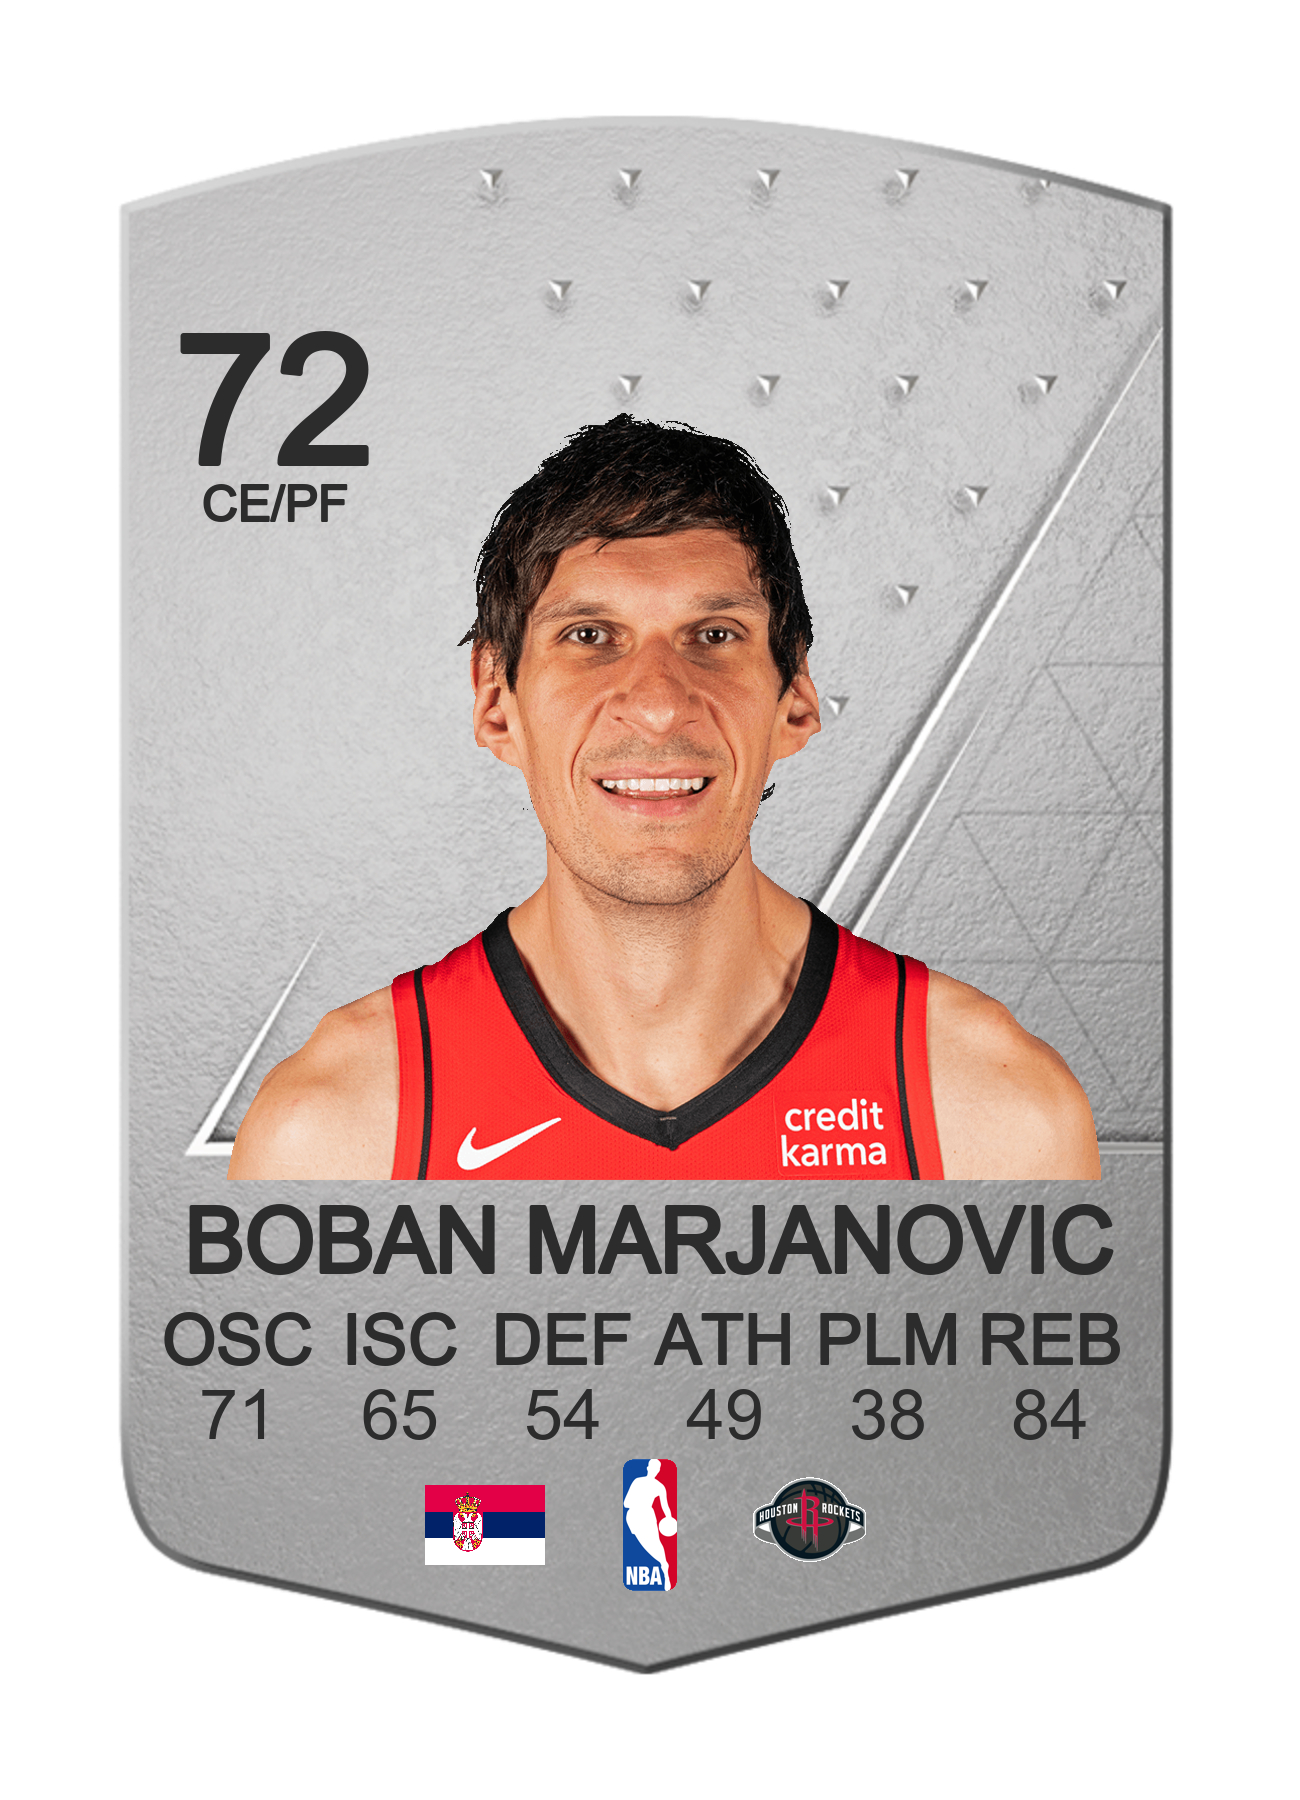 72
CE/PF
credit
karma
BOBAN MARJANOVIC
OSC ISC DEF ATH PLM REB
71 65 54 49 38 84
NBA
HOUSTON ROCKETS